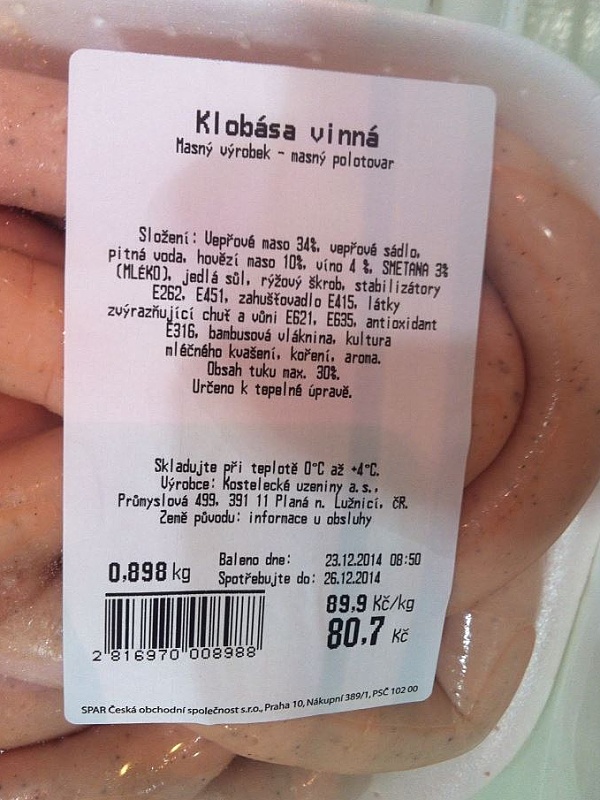 Klobása vinná
Masný výrobek - masný polotovar
Složení: Vepřové maso 34%, vepřové sádlo,
pitná voda, hovězí maso 10%, víno 4 %, SMETANA 3%
(MLÉKO), jedlá sůl, rýžový škrob, stabilizátory
E262, E451, zahušťovadlo E415, látky
zvýrazňující chuť a vůni E621, E635, antioxidant
E316, bambusová vláknina, kultura
mléčného kvašení, koření, aroma.
Obsah tuku max. 30%.
Určeno k tepelné úpravě.
Skladujte při teplotě 0°C až +4°C.
Výrobce: Kostelecké uzeniny a.s.,
Průmyslová 499, 391 11 Planá n. Lužnicí, ČR.
Země původu: informace u obsluhy
0,898 kg
Baleno dne: 23.12.2014 08:50
Spotřebujte do: 26.12.2014
89,9 Kč/kg
80,7 Kč
2 816970 008988
SPAR Česká obchodní společnost s.r.o., Praha 10, Nákupní 389/1, PSČ 102 00